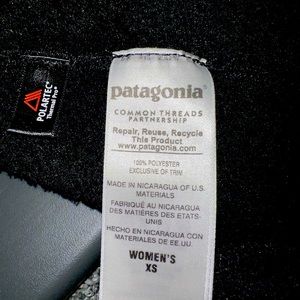 POLARTEC®
Thermal Pro®
patagonia®
COMMON THREADS
PARTNERSHIP
Repair, Reuse, Recycle
This Product
www.patagonia.com
100% POLYESTER
EXCLUSIVE OF TRIM
MADE IN NICARAGUA OF U.S.
MATERIALS
FABRIQUÉ AU NICARAGUA
DES MATIÈRES DES ETATS-
UNIS
HECHO EN NICARAGUA CON
MATERIALES DE EE.UU.
WOMEN'S
XS